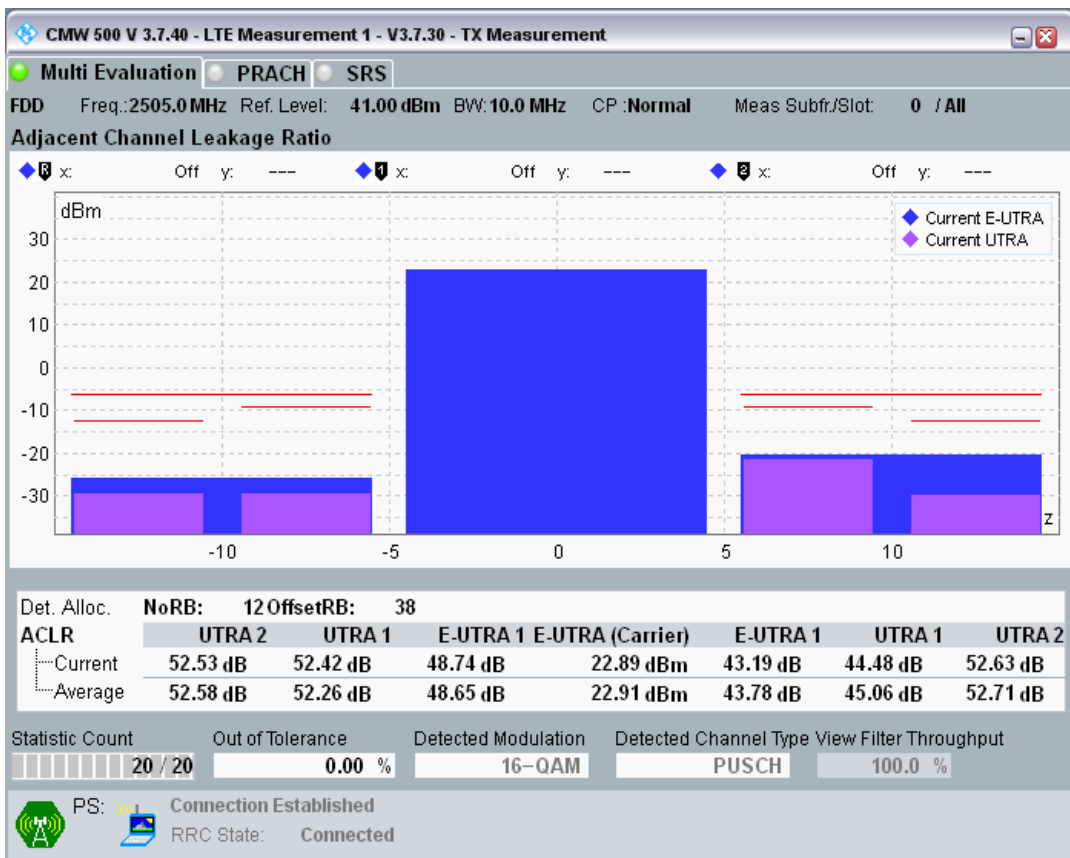 CMW 500 V 3.7.40 - LTE Measurement 1 - V3.7.30 - TX Measurement
Multi Evaluation PRACH SRS
FDD Freq.:2505.0 MHz Ref. Level: 41.00 dBm BW:10.0 MHz CP :Normal Meas Subfr./Slot: 0 / All
Adjacent Channel Leakage Ratio
R x: Off y: --- 1 x: Off y: --- 2 x: Off y: ---
dBm
Current E-UTRA
Current UTRA
30
20
10
0
-10
-20
-30
z
-10 -5 0 5 10
Det. Alloc. NoRB: 12 OffsetRB: 38
ACLR UTRA 2 UTRA 1 E-UTRA 1 E-UTRA (Carrier) E-UTRA 1 UTRA 1 UTRA 2
Current 52.53 dB 52.42 dB 48.74 dB 22.89 dBm 43.19 dB 44.48 dB 52.63 dB
Average 52.58 dB 52.26 dB 48.65 dB 22.91 dBm 43.78 dB 45.06 dB 52.71 dB
Statistic Count Out of Tolerance Detected Modulation Detected Channel Type View Filter Throughput
20 / 20 0.00 % 16-QAM PUSCH 100.0 %
PS: Connection Established
RRC State: Connected